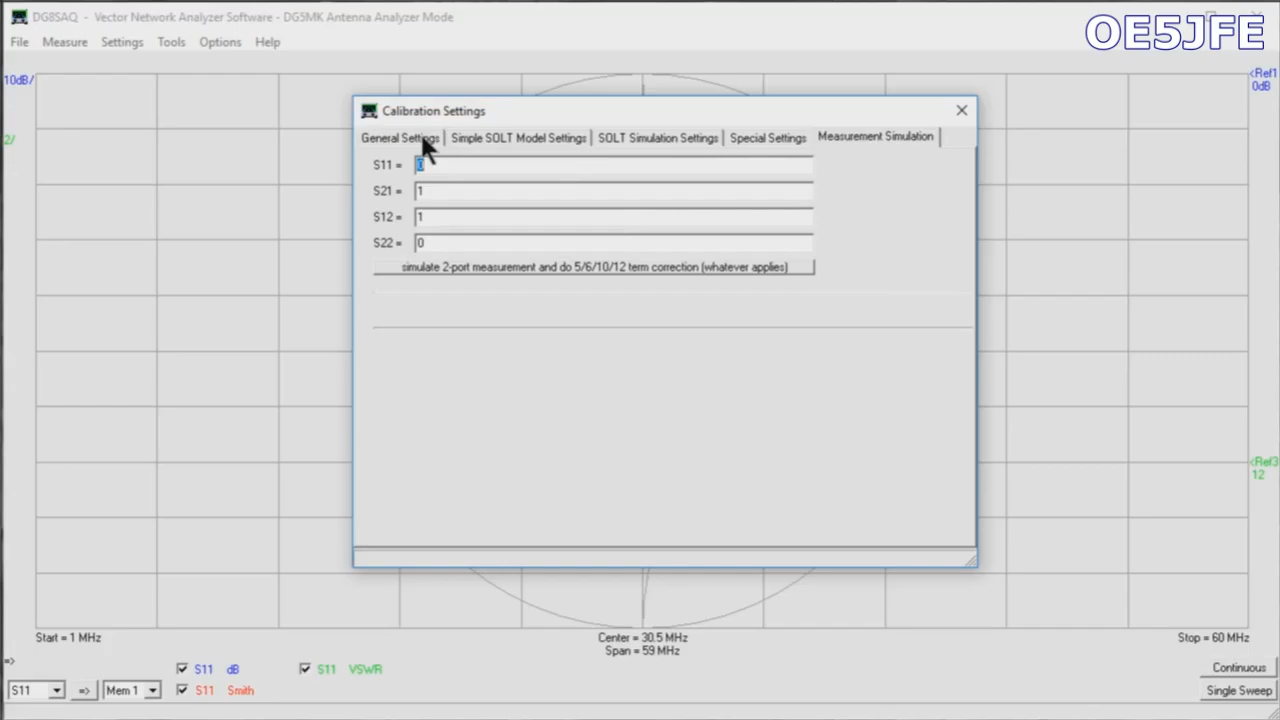 DG8SAQ - Vector Network Analyzer Software - DG5MK Antenna Analyzer Mode
OE5JFE
File Measure Settings Tools Options Help
10dB/
<Ref1
0dB
2/
Calibration Settings
General Settings Simple SOLT Model Settings SOLT Simulation Settings Special Settings Measurement Simulation
S11 = 0
S21 = 1
S12 = 1
S22 = 0
simulate 2-port measurement and do 5/6/10/12 term correction (whatever applies)
<Ref3
12
Start = 1 MHz Center = 30.5 MHz Stop = 60 MHz
Span = 59 MHz
=>
S11 dB S11 VSWR Continuous
S11 => Mem 1 S11 Smith Single Sweep